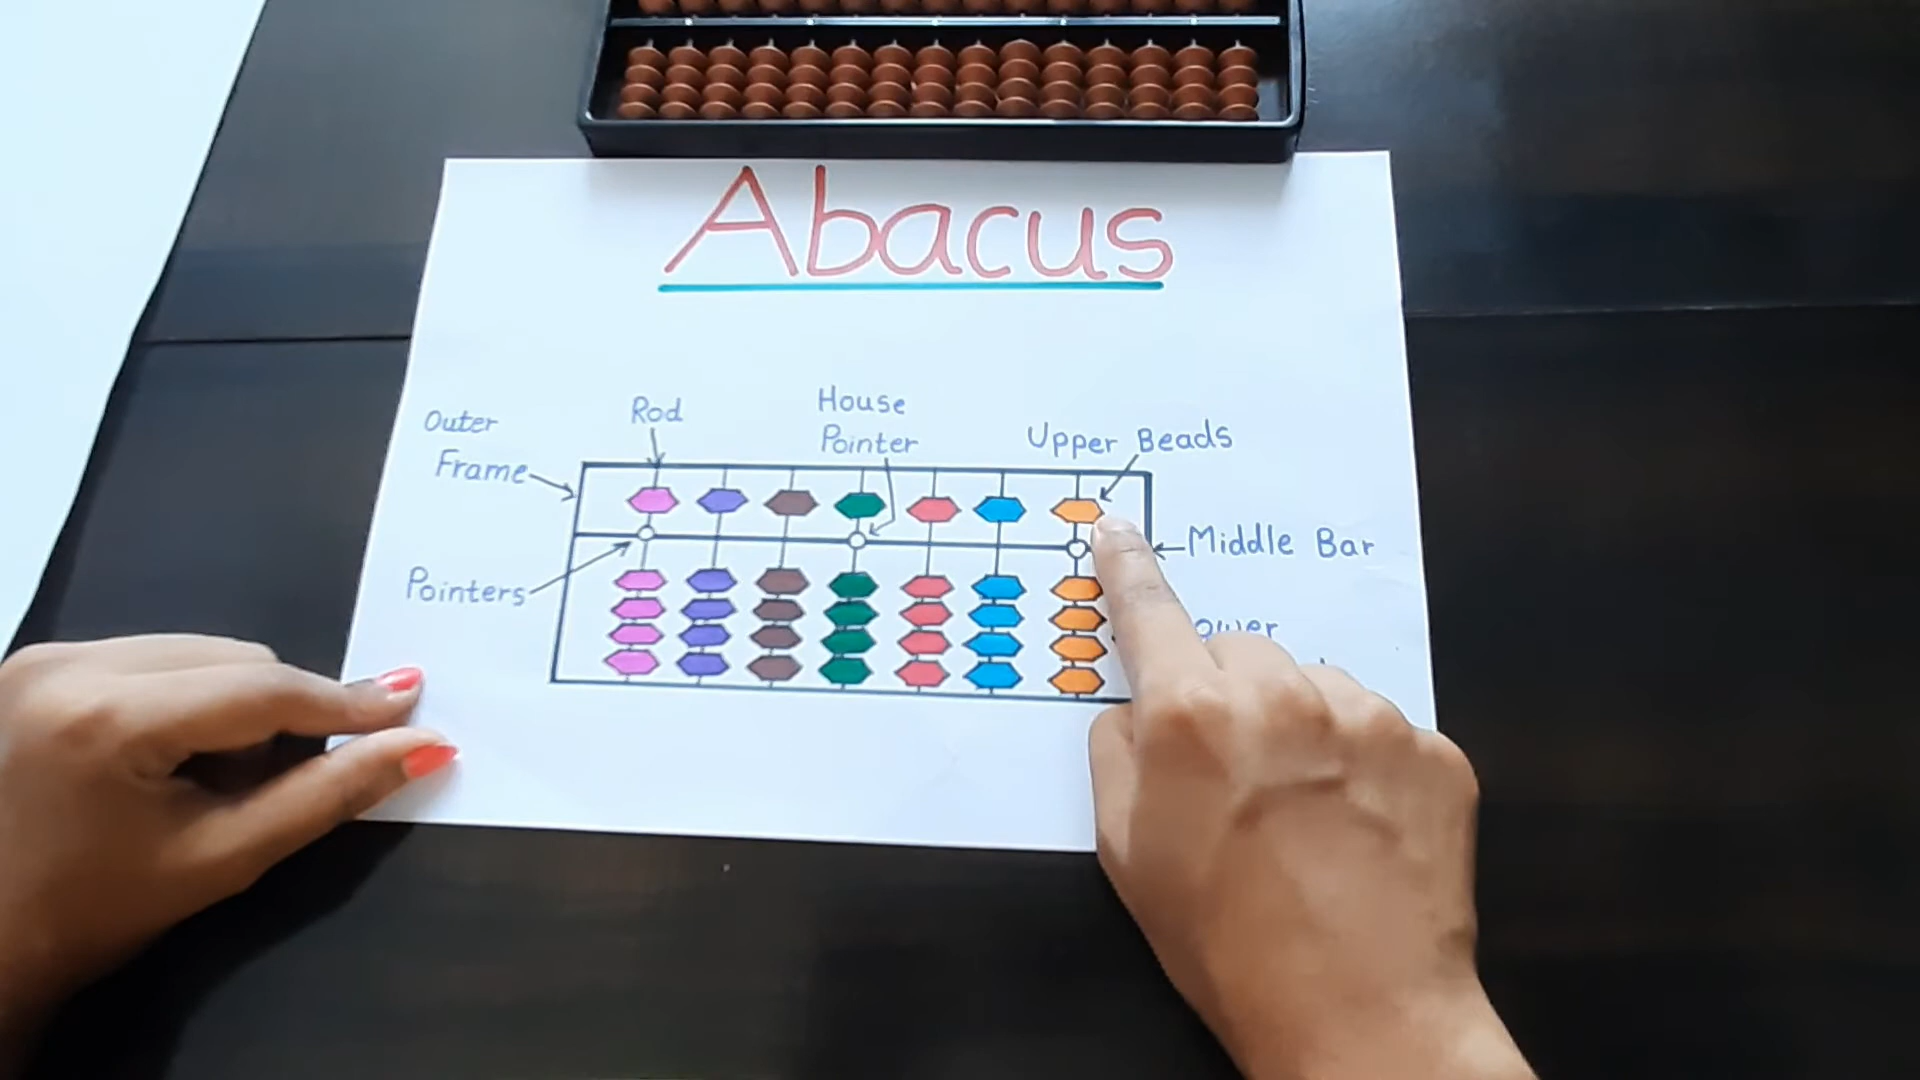 Abacus
Outer
Frame
Rod
House
Pointer
Upper Beads
Middle Bar
Pointers